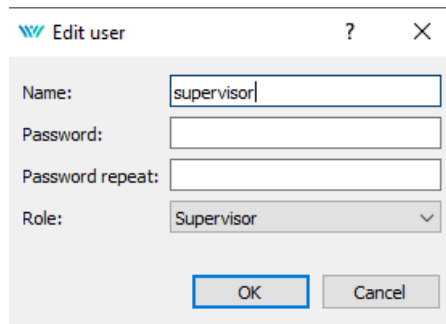 Edit user
Name: supervisor
Password:
Password repeat:
Role: Supervisor
OK Cancel